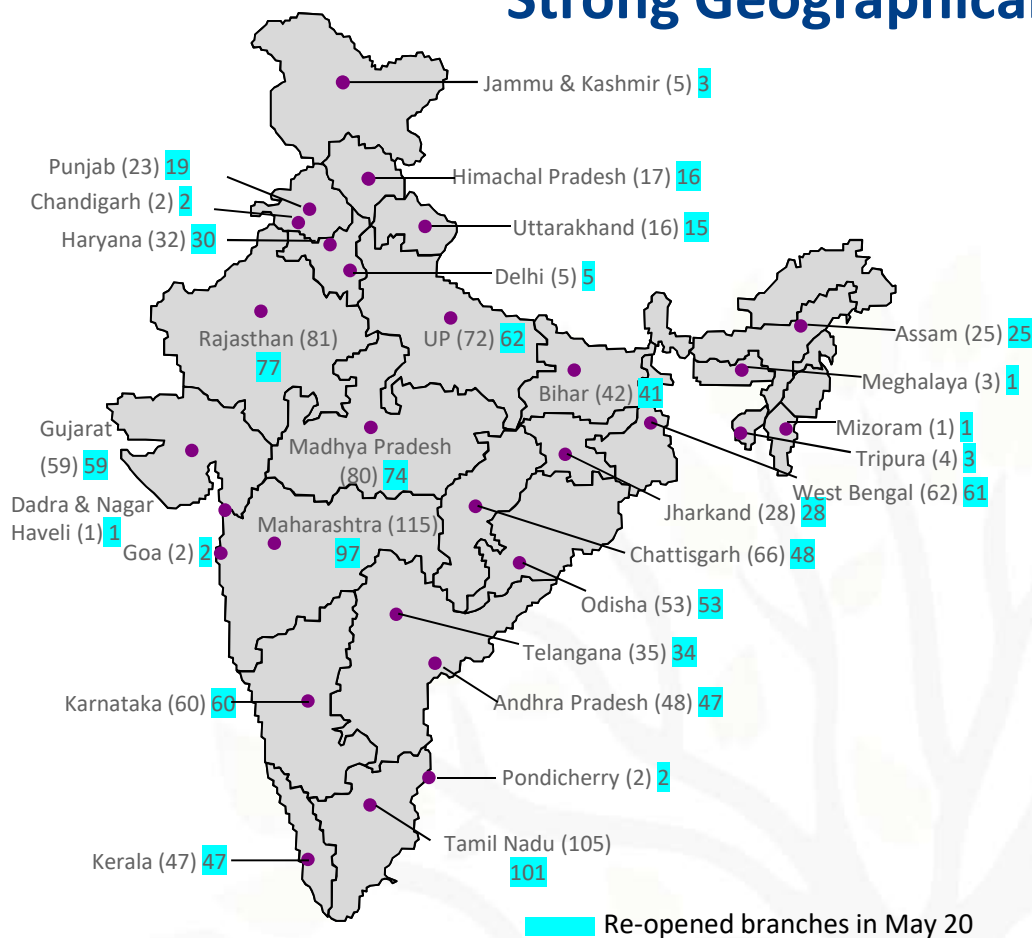 Strong Geographical
Jammu & Kashmir (5) 3
Punjab (23) 19
Himachal Pradesh (17) 16
Chandigarh (2) 2
Uttarakhand (16) 15
Haryana (32) 30
Delhi (5) 5
Assam (25) 25
Rajasthan (81)
77
UP (72) 62
Meghalaya (3) 1
Bihar (42) 41
Gujarat
(59) 59
Mizoram (1) 1
Madhya Pradesh
(80) 74
Tripura (4) 3
West Bengal (62) 61
Dadra & Nagar
Haveli (1) 1
Jharkand (28) 28
Maharashtra (115)
97
Goa (2) 2
Chattisgarh (66) 48
Odisha (53) 53
Telangana (35) 34
Karnataka (60) 60
Andhra Pradesh (48) 47
Pondicherry (2) 2
Tamil Nadu (105)
101
Kerala (47) 47
Re-opened branches in May 20